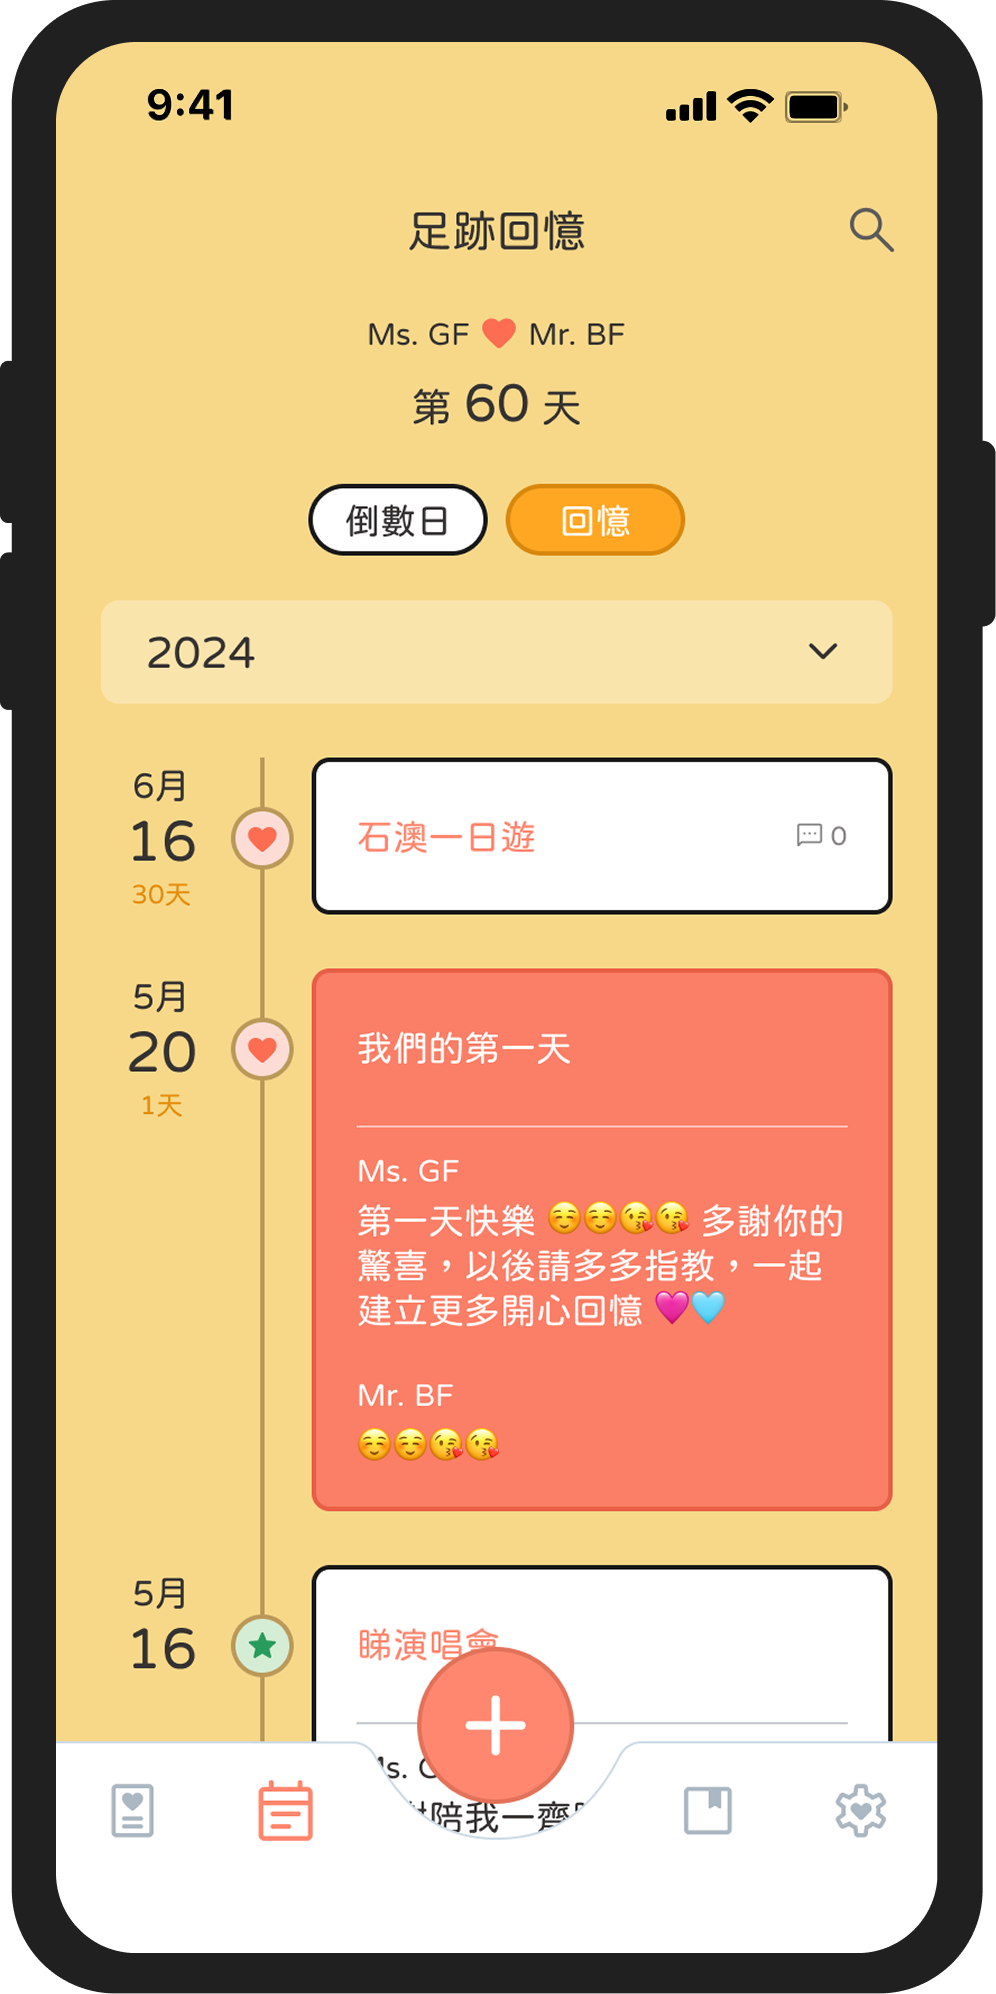 9:41
足跡回憶
Ms. GF ❤ Mr. BF
第 60 天
倒數日 回憶
2024
6月
16
30天
石澳一日遊 0
5月
20
1天
我們的第一天
Ms. GF
第一天快樂 ☺️☺️😘😘 多謝你的
驚喜，以後請多多指教，一起
建立更多開心回憶 🩷🩵
Mr. BF
☺️☺️😘😘
5月
16
睇演唱會
陪我一齊